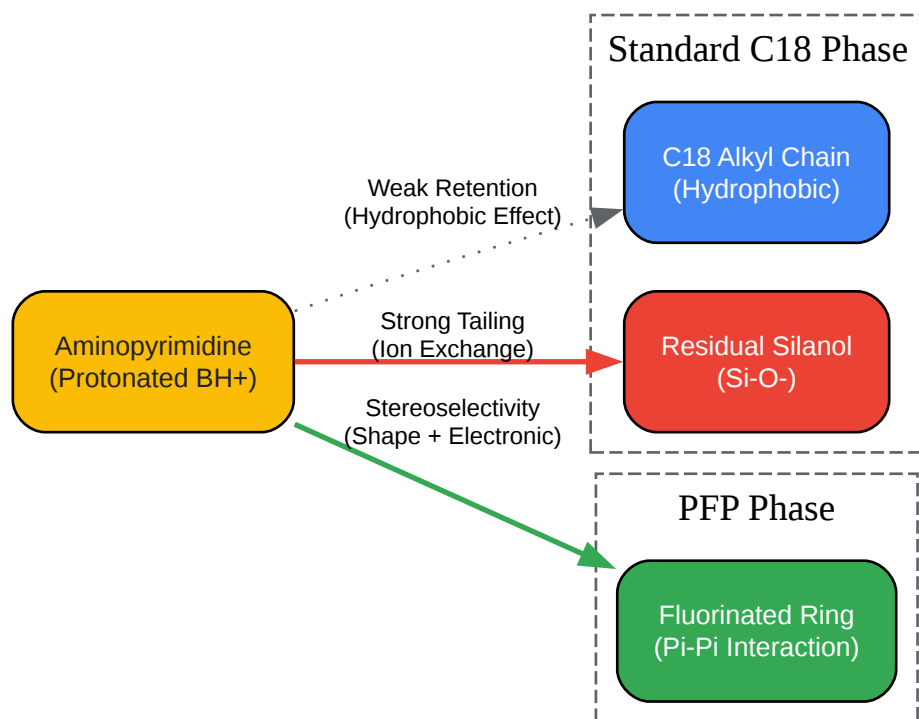 Standard C18 Phase
C18 Alkyl Chain
(Hydrophobic)
Weak Retention
(Hydrophobic Effect)
Aminopyrimidine
(Protonated BH+)
Strong Tailing
(Ion Exchange)
Residual Silanol
(Si-O-)
Stereoselectivity
(Shape + Electronic)
PFP Phase
Fluorinated Ring
(Pi-Pi Interaction)